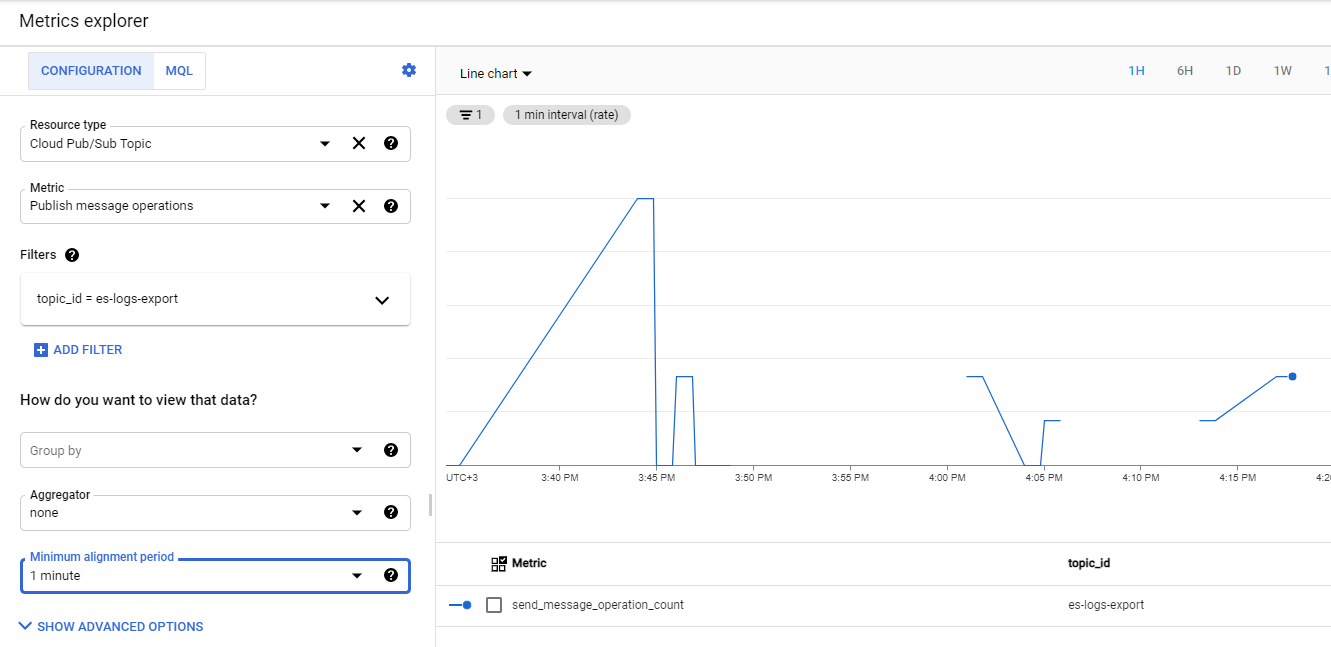 Metrics explorer
CONFIGURATION MQL
Resource type
Cloud Pub/Sub Topic
Metric
Publish message operations
Filters
topic_id = es-logs-export
ADD FILTER
How do you want to view that data?
Group by
Aggregator
none
Minimum alignment period
1 minute
SHOW ADVANCED OPTIONS
Line chart 1H 6H 1D 1W 1
1 1 min interval (rate)
UTC+3 3:40 PM 3:45 PM 3:50 PM 3:55 PM 4:00 PM 4:05 PM 4:10 PM 4:15 PM 4:20
Metric topic_id
send_message_operation_count es-logs-export